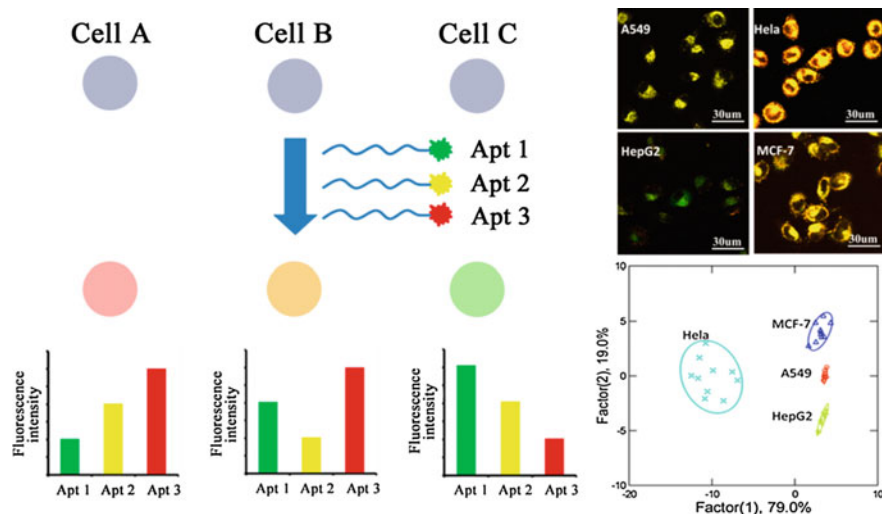 Cell A
Cell B
Cell C
Apt 1
Apt 2
Apt 3
Fluorescence
intensity
Apt 1 Apt 2 Apt 3
Fluorescence
intensity
Apt 1 Apt 2 Apt 3
Fluorescence
intensity
Apt 1 Apt 2 Apt 3
A549
30um
Hela
30um
HepG2
30um
MCF-7
30um
10
5
0
-5
-10
Factor(2), 19.0%
Hela
MCF-7
A549
HepG2
-20 -10 0 10
Factor(1), 79.0%